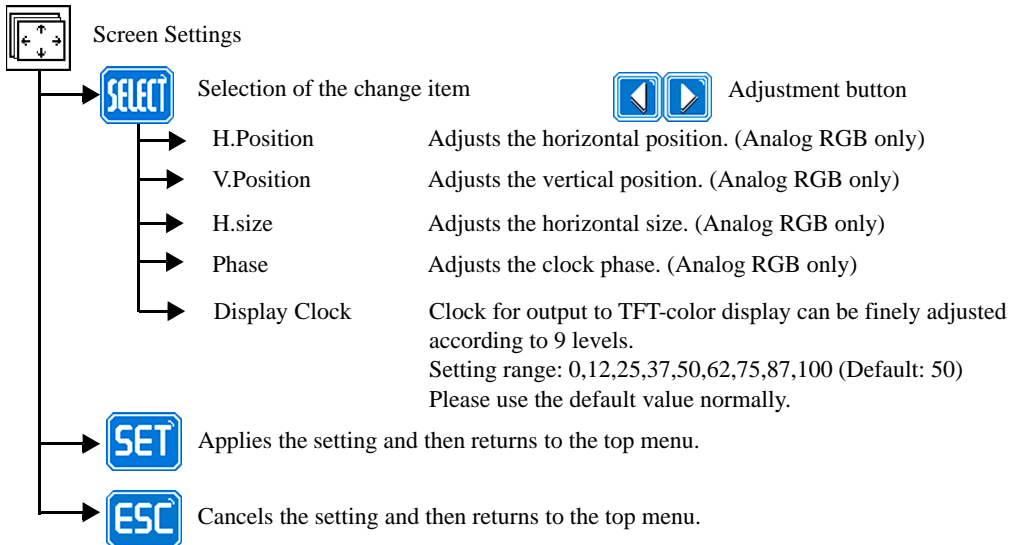 Screen Settings
SELECT Selection of the change item Adjustment button
H.Position Adjusts the horizontal position. (Analog RGB only)
V.Position Adjusts the vertical position. (Analog RGB only)
H.size Adjusts the horizontal size. (Analog RGB only)
Phase Adjusts the clock phase. (Analog RGB only)
Display Clock Clock for output to TFT-color display can be finely adjusted
according to 9 levels.
Setting range: 0,12,25,37,50,62,75,87,100 (Default: 50)
Please use the default value normally.
SET Applies the setting and then returns to the top menu.
ESC Cancels the setting and then returns to the top menu.